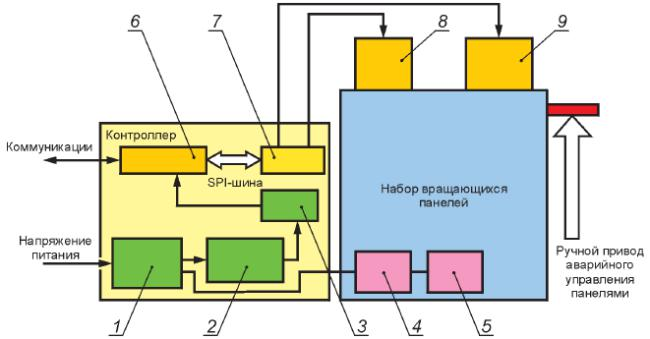 6
7
8
9
Контроллер
Коммуникации
SPI-шина
Набор вращающихся
панелей
Напряжение
питания
Ручной привод
аварийного
управления
панелями
1
2
3
4
5